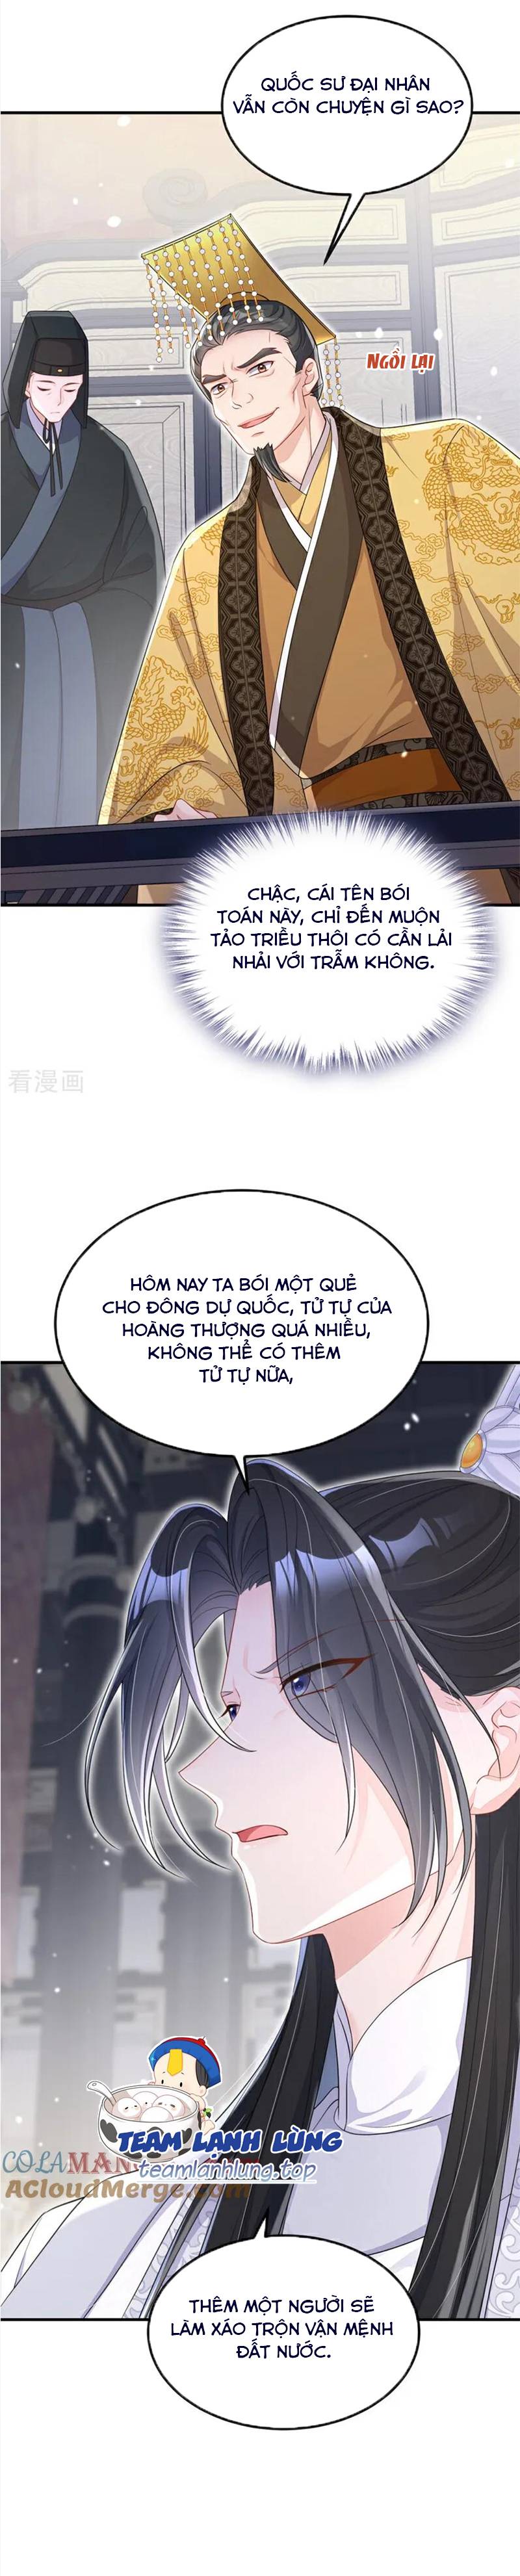 QUỐC SƯ ĐẠI NHÂN
VẪN CÒN CHUYỆN GÌ SAO?
NGỒI LẠI
CHẬC, CÁI TÊN BÓI
TOÁN NÀY, CHỈ ĐẾN MUỘN
TẢO TRIỀU THÔI CÓ CẦN LẢI
NHẢI VỚI TRẪM KHÔNG.
看漫画
HÔM NAY TA BÓI MỘT QUẺ
CHO ĐÔNG DỰ QUỐC, TỬ TỰ CỦA
HOÀNG THƯỢNG QUÁ NHIỀU,
KHÔNG THỂ CÓ THÊM
TỬ TỰ NỮA,
TEAM LẠNH LÙNG
COLAMAN
teamlanhlung.top
AcloudMerge.com
THÊM MỘT NGƯỜI SẼ
LÀM XÁO TRỘN VẬN MỆNH
ĐẤT NƯỚC.